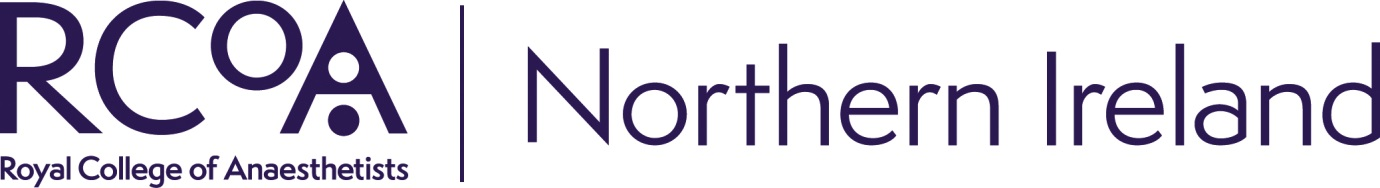 RCoA
Royal College of Anaesthetists
Northern Ireland